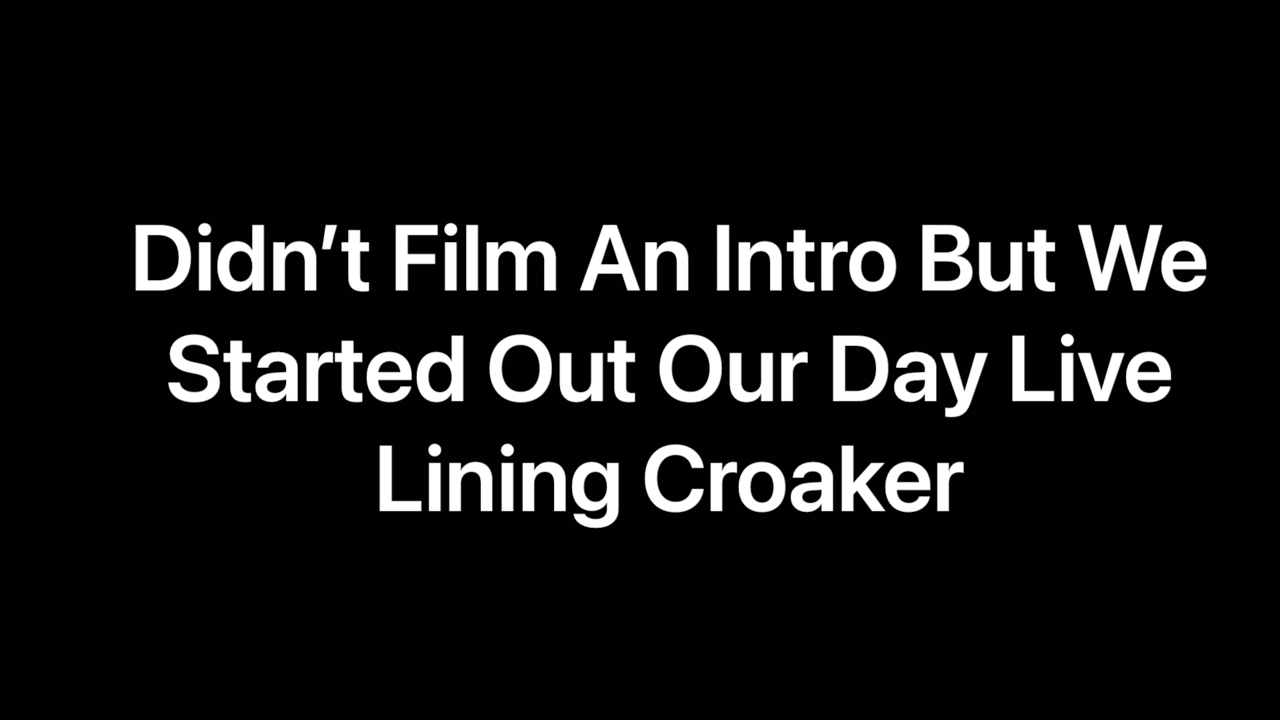 Didn’t Film An Intro But We
Started Out Our Day Live
Lining Croaker